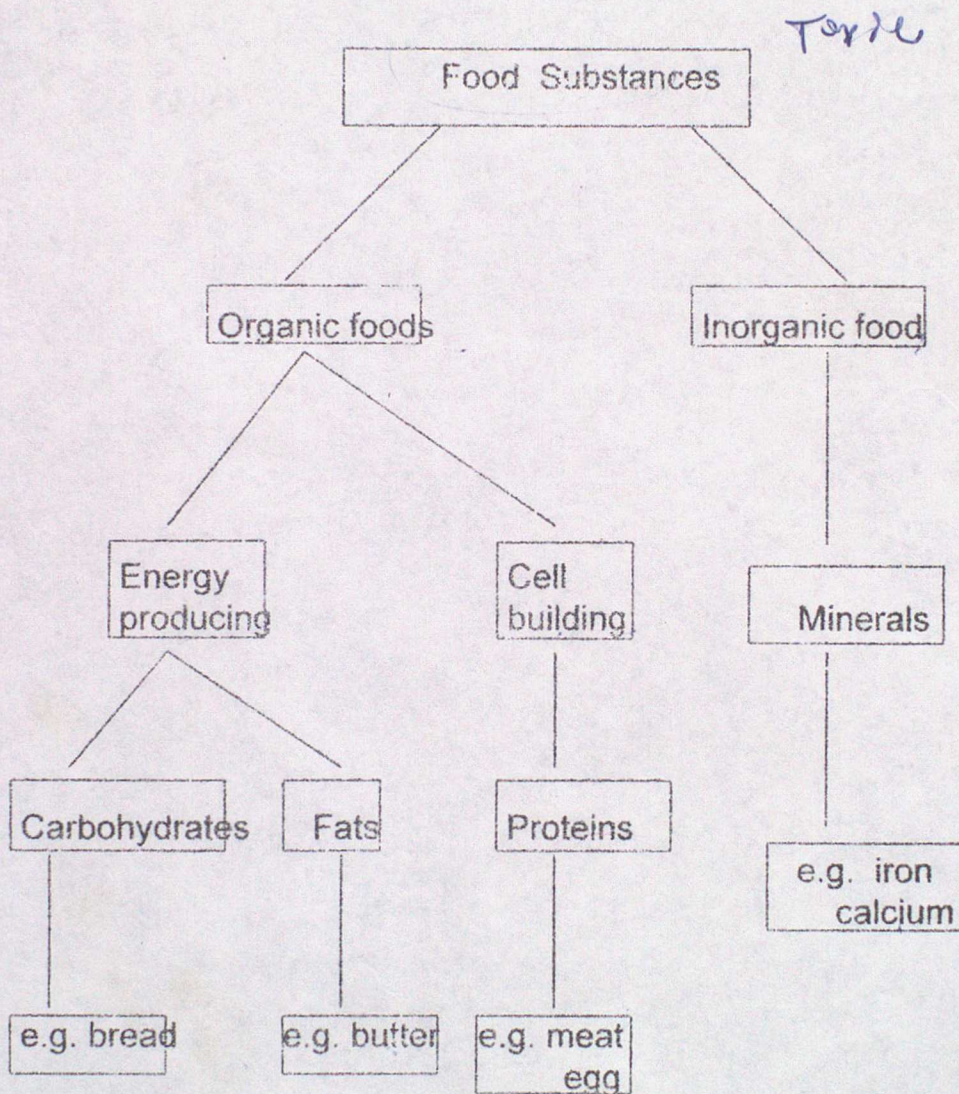 Food Substances
Organic foods
Inorganic food
Energy
producing
Cell
building
Minerals
Carbohydrates
Fats
Proteins
e.g. iron
calcium
e.g. bread
e.g. butter
e.g. meat
egg